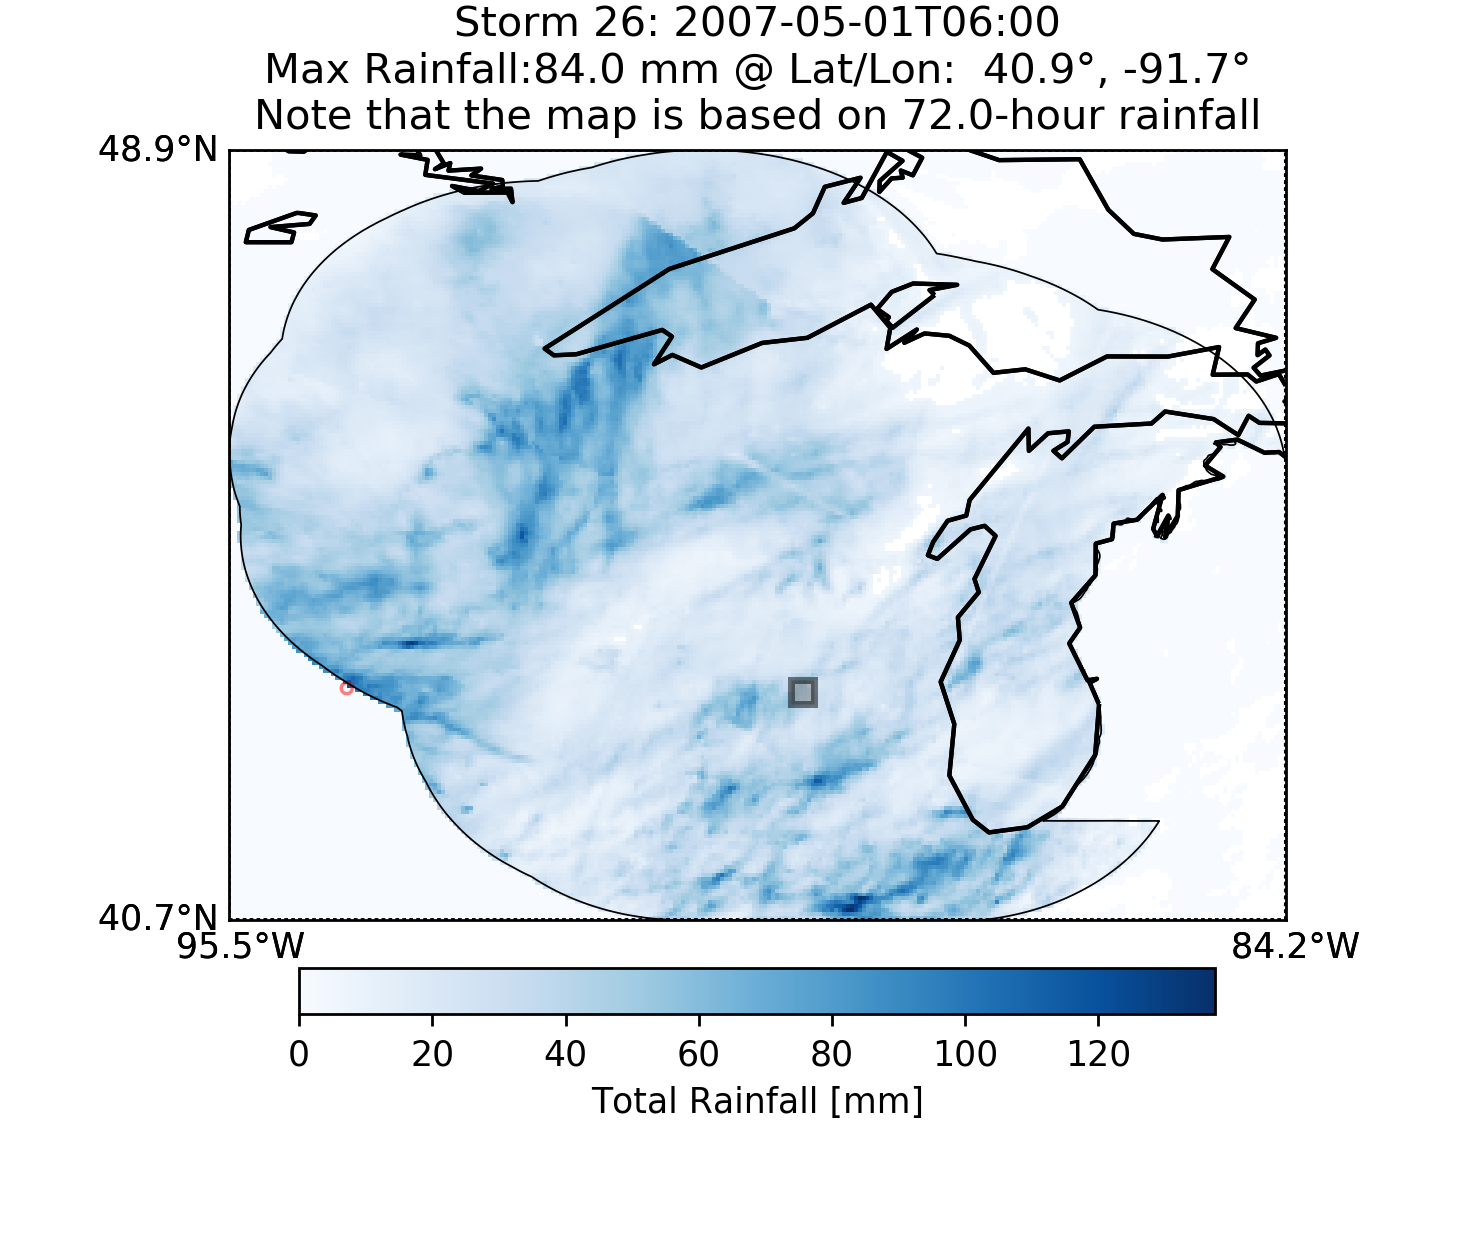 Storm 26: 2007-05-01T06:00
Max Rainfall:84.0 mm @ Lat/Lon:  40.9°, -91.7°
Note that the map is based on 72.0-hour rainfall
48.9°N
40.7°N
95.5°W
84.2°W
0 20 40 60 80 100 120
Total Rainfall [mm]